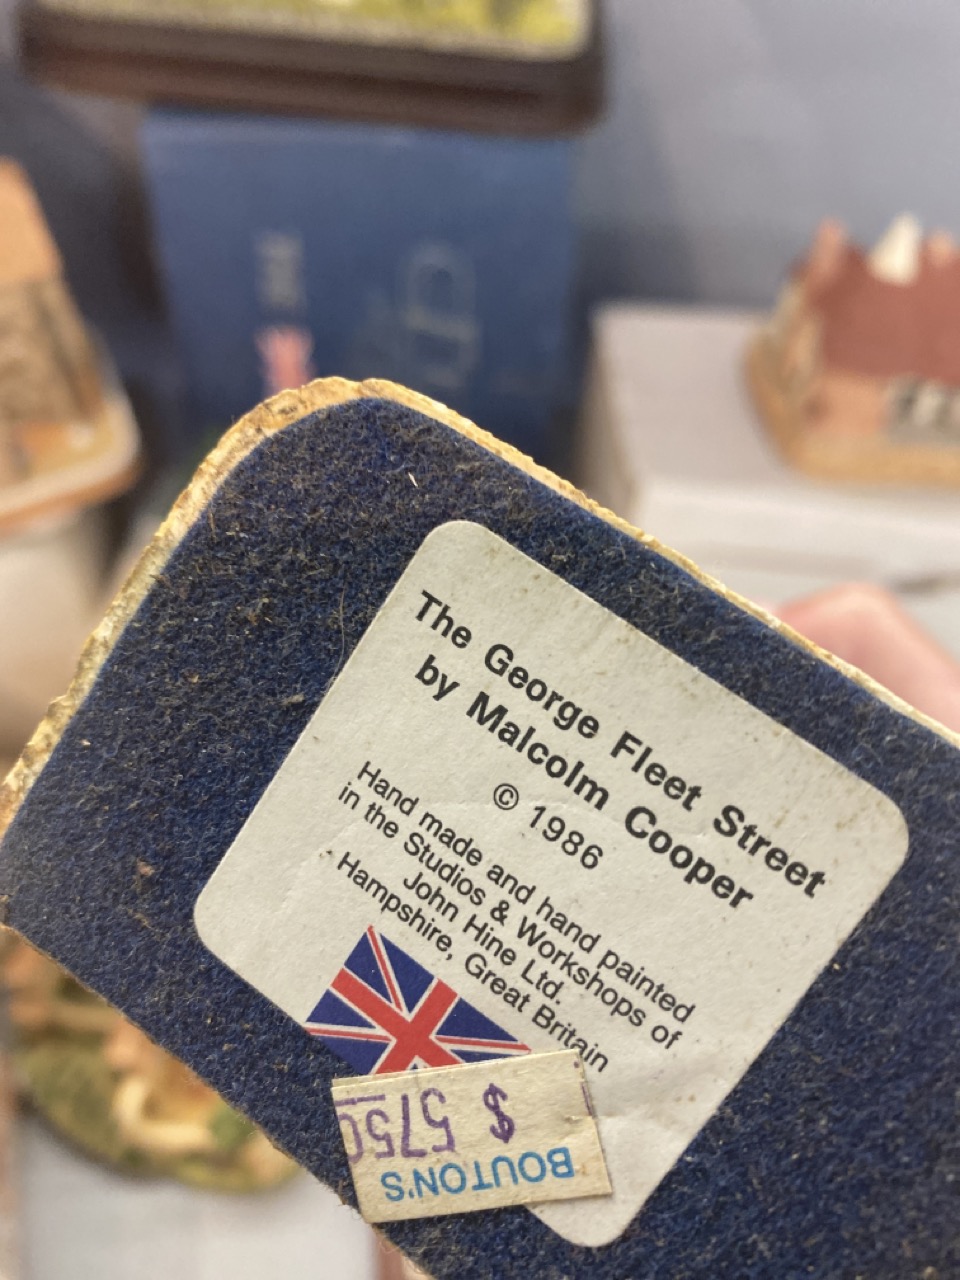 The George Fleet Street
by Malcolm Cooper
© 1986
Hand made and hand painted
in the Studios & Workshops of
John Hine Ltd.
Hampshire, Great Britain
BOUTON'S
$ 5750